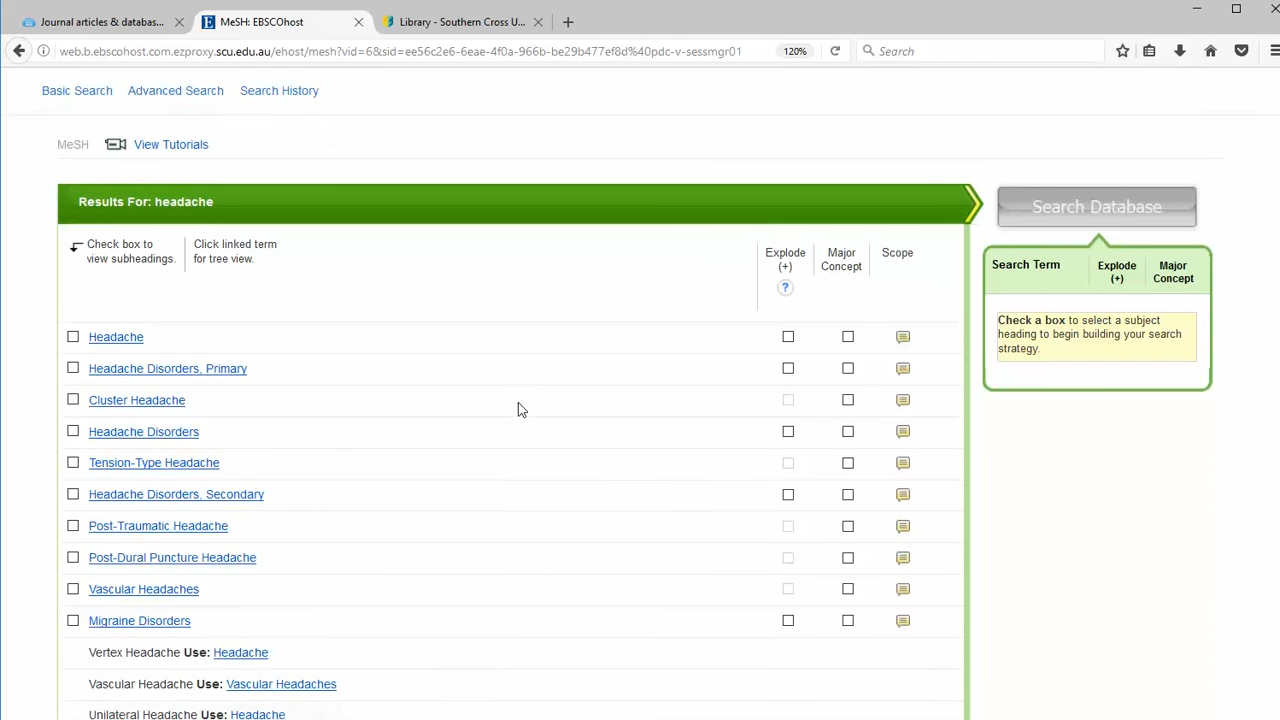 Journal articles & databas...
MeSH: EBSCOhost
Library - Southern Cross U...
web.b.ebscohost.com.ezproxy.scu.edu.au/ehost/mesh?vid=6&sid=ee56c2e6-6eae-4f0a-966b-be29b477ef8d%40pdc-v-sessmgr01
120%
Search
Basic Search
Advanced Search
Search History
MeSH
View Tutorials
Results For: headache
Check box to
view subheadings.
Click linked term
for tree view.
Explode
(+)
?
Major
Concept
Scope
Headache
Headache Disorders, Primary
Cluster Headache
Headache Disorders
Tension-Type Headache
Headache Disorders, Secondary
Post-Traumatic Headache
Post-Dural Puncture Headache
Vascular Headaches
Migraine Disorders
Vertex Headache Use: Headache
Vascular Headache Use: Vascular Headaches
Unilateral Headache Use: Headache
Search Database
Search Term
Explode
(+)
Major
Concept
Check a box to select a subject
heading to begin building your search
strategy.